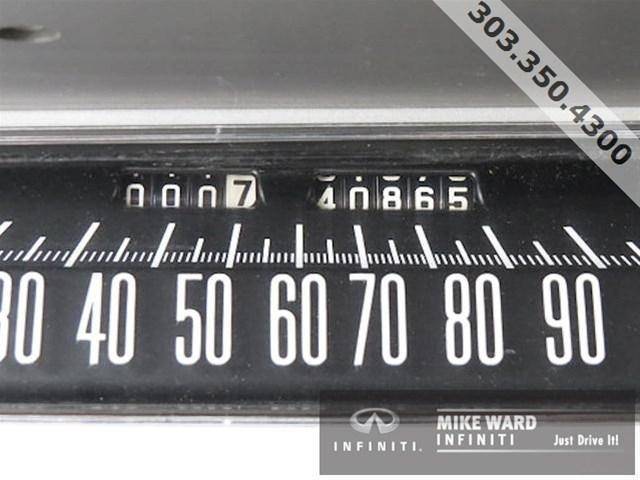 303.350.4300
0007 40865
30 40 50 60 70 80 90
INFINITI.
MIKE WARD
INFINITI
Just Drive It!